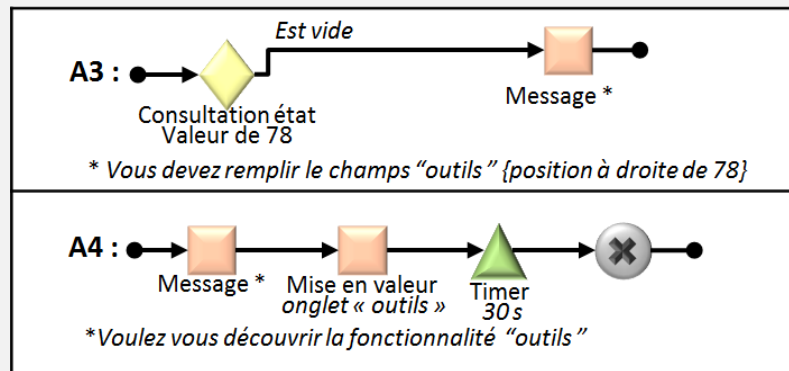 Est vide
A3 :
Consultation état
Valeur de 78
Message *
* Vous devez remplir le champs “outils” {position à droite de 78}
A4 :
Message *
Mise en valeur
onglet « outils »
Timer
30 s
*Voulez vous découvrir la fonctionnalité “outils”